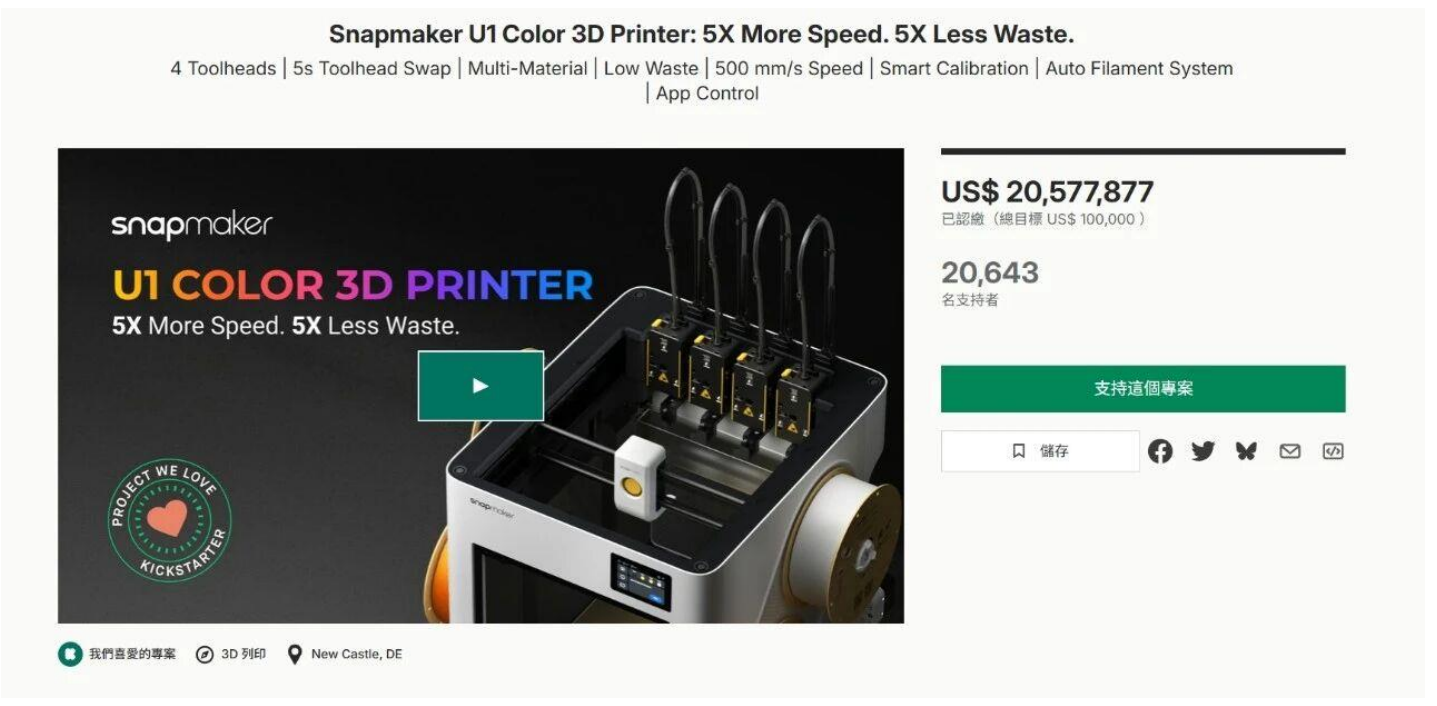 Snapmaker U1 Color 3D Printer: 5X More Speed. 5X Less Waste.
4 Toolheads | 5s Toolhead Swap | Multi-Material | Low Waste | 500 mm/s Speed | Smart Calibration | Auto Filament System
| App Control
snapmaker
U1 COLOR 3D PRINTER
5X More Speed. 5X Less Waste.
PROJECT WE LOVE
KICKSTARTER
snapmaker
US$ 20,577,877
已認繳（總目標 US$ 100,000 ）
20,643
名支持者
支持這個專案
儲存
我們喜愛的專案
3D 列印
New Castle, DE